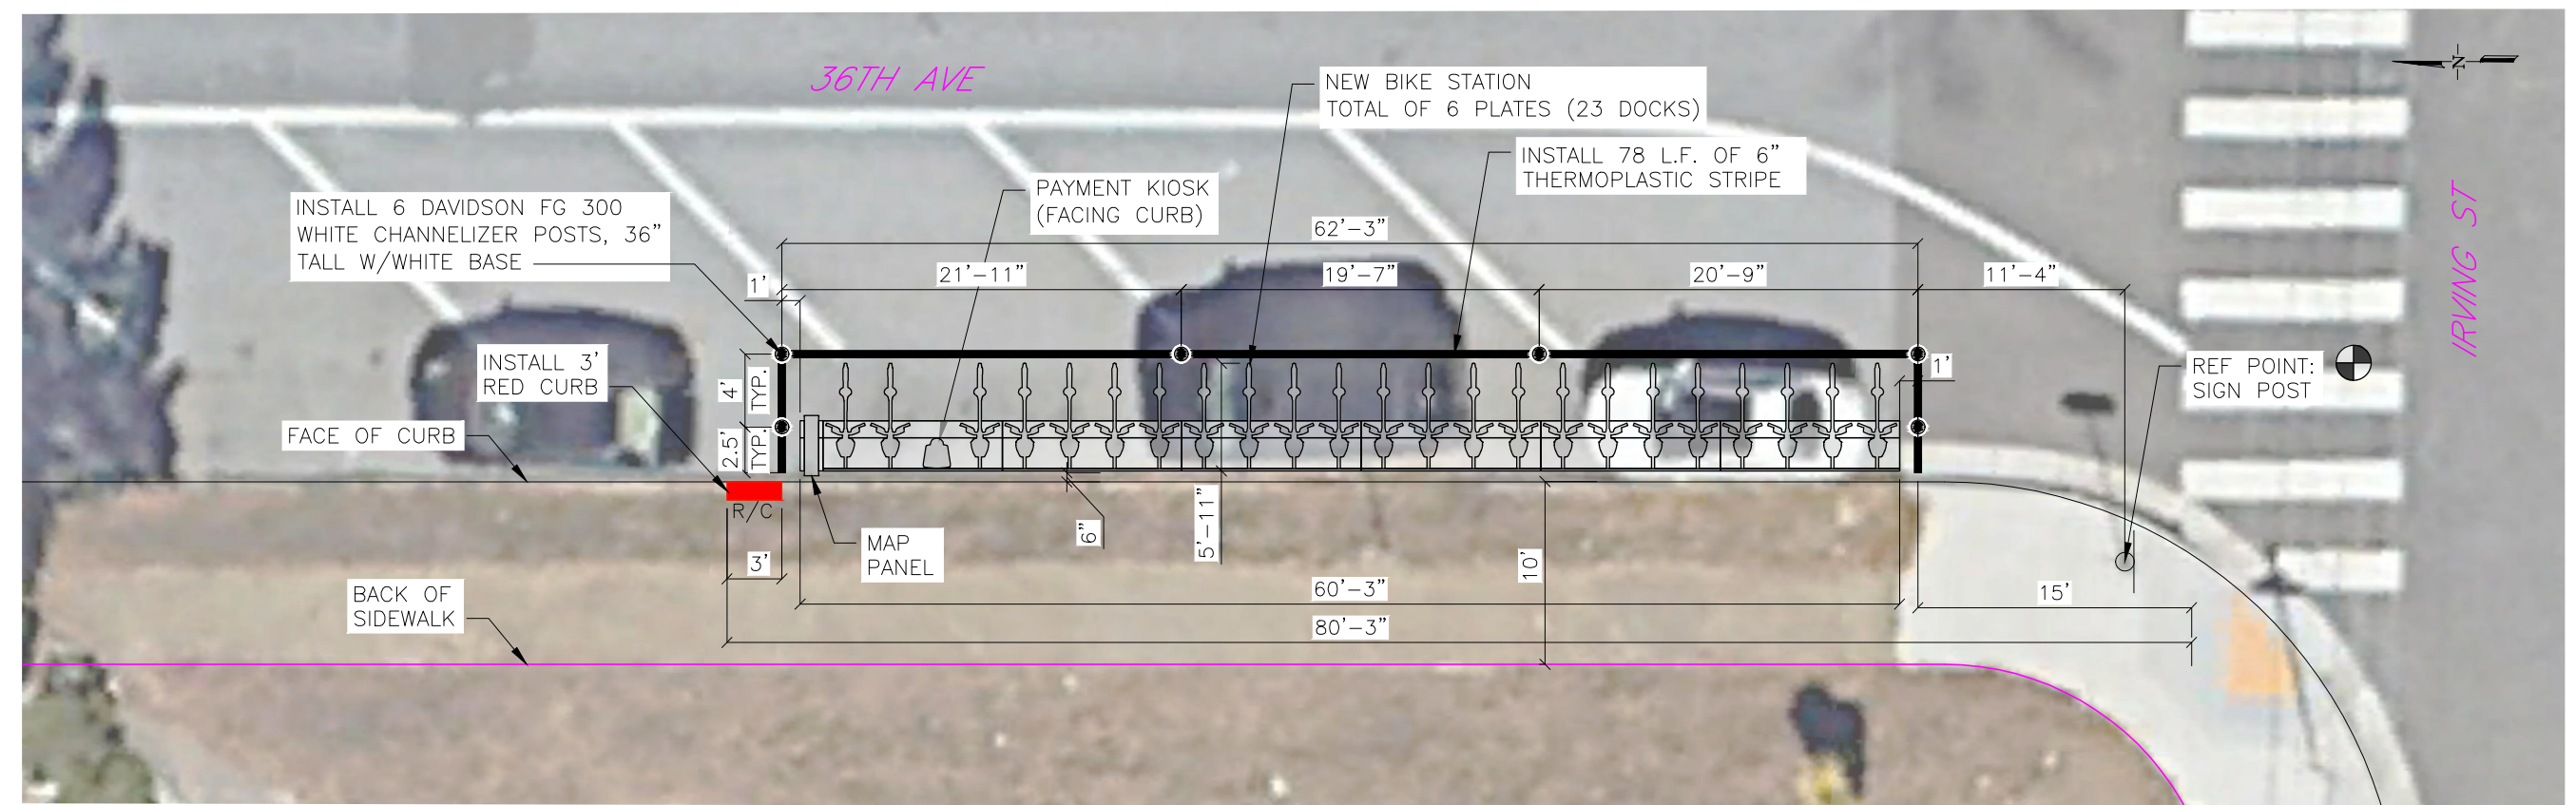 36TH AVE
N
NEW BIKE STATION
TOTAL OF 6 PLATES (23 DOCKS)
INSTALL 78 L.F. OF 6"
THERMOPLASTIC STRIPE
PAYMENT KIOSK
(FACING CURB)
INSTALL 6 DAVIDSON FG 300
WHITE CHANNELIZER POSTS, 36"
TALL W/WHITE BASE
IRVING ST
62'-3"
1'
21'-11"
19'-7"
20'-9"
11'-4"
INSTALL 3'
RED CURB
4'
TYP.
1'
REF POINT:
SIGN POST
FACE OF CURB
2.5'
TYP.
R/C
6"
5'-11"
MAP
PANEL
3'
10'
60'-3"
15'
BACK OF
SIDEWALK
80'-3"